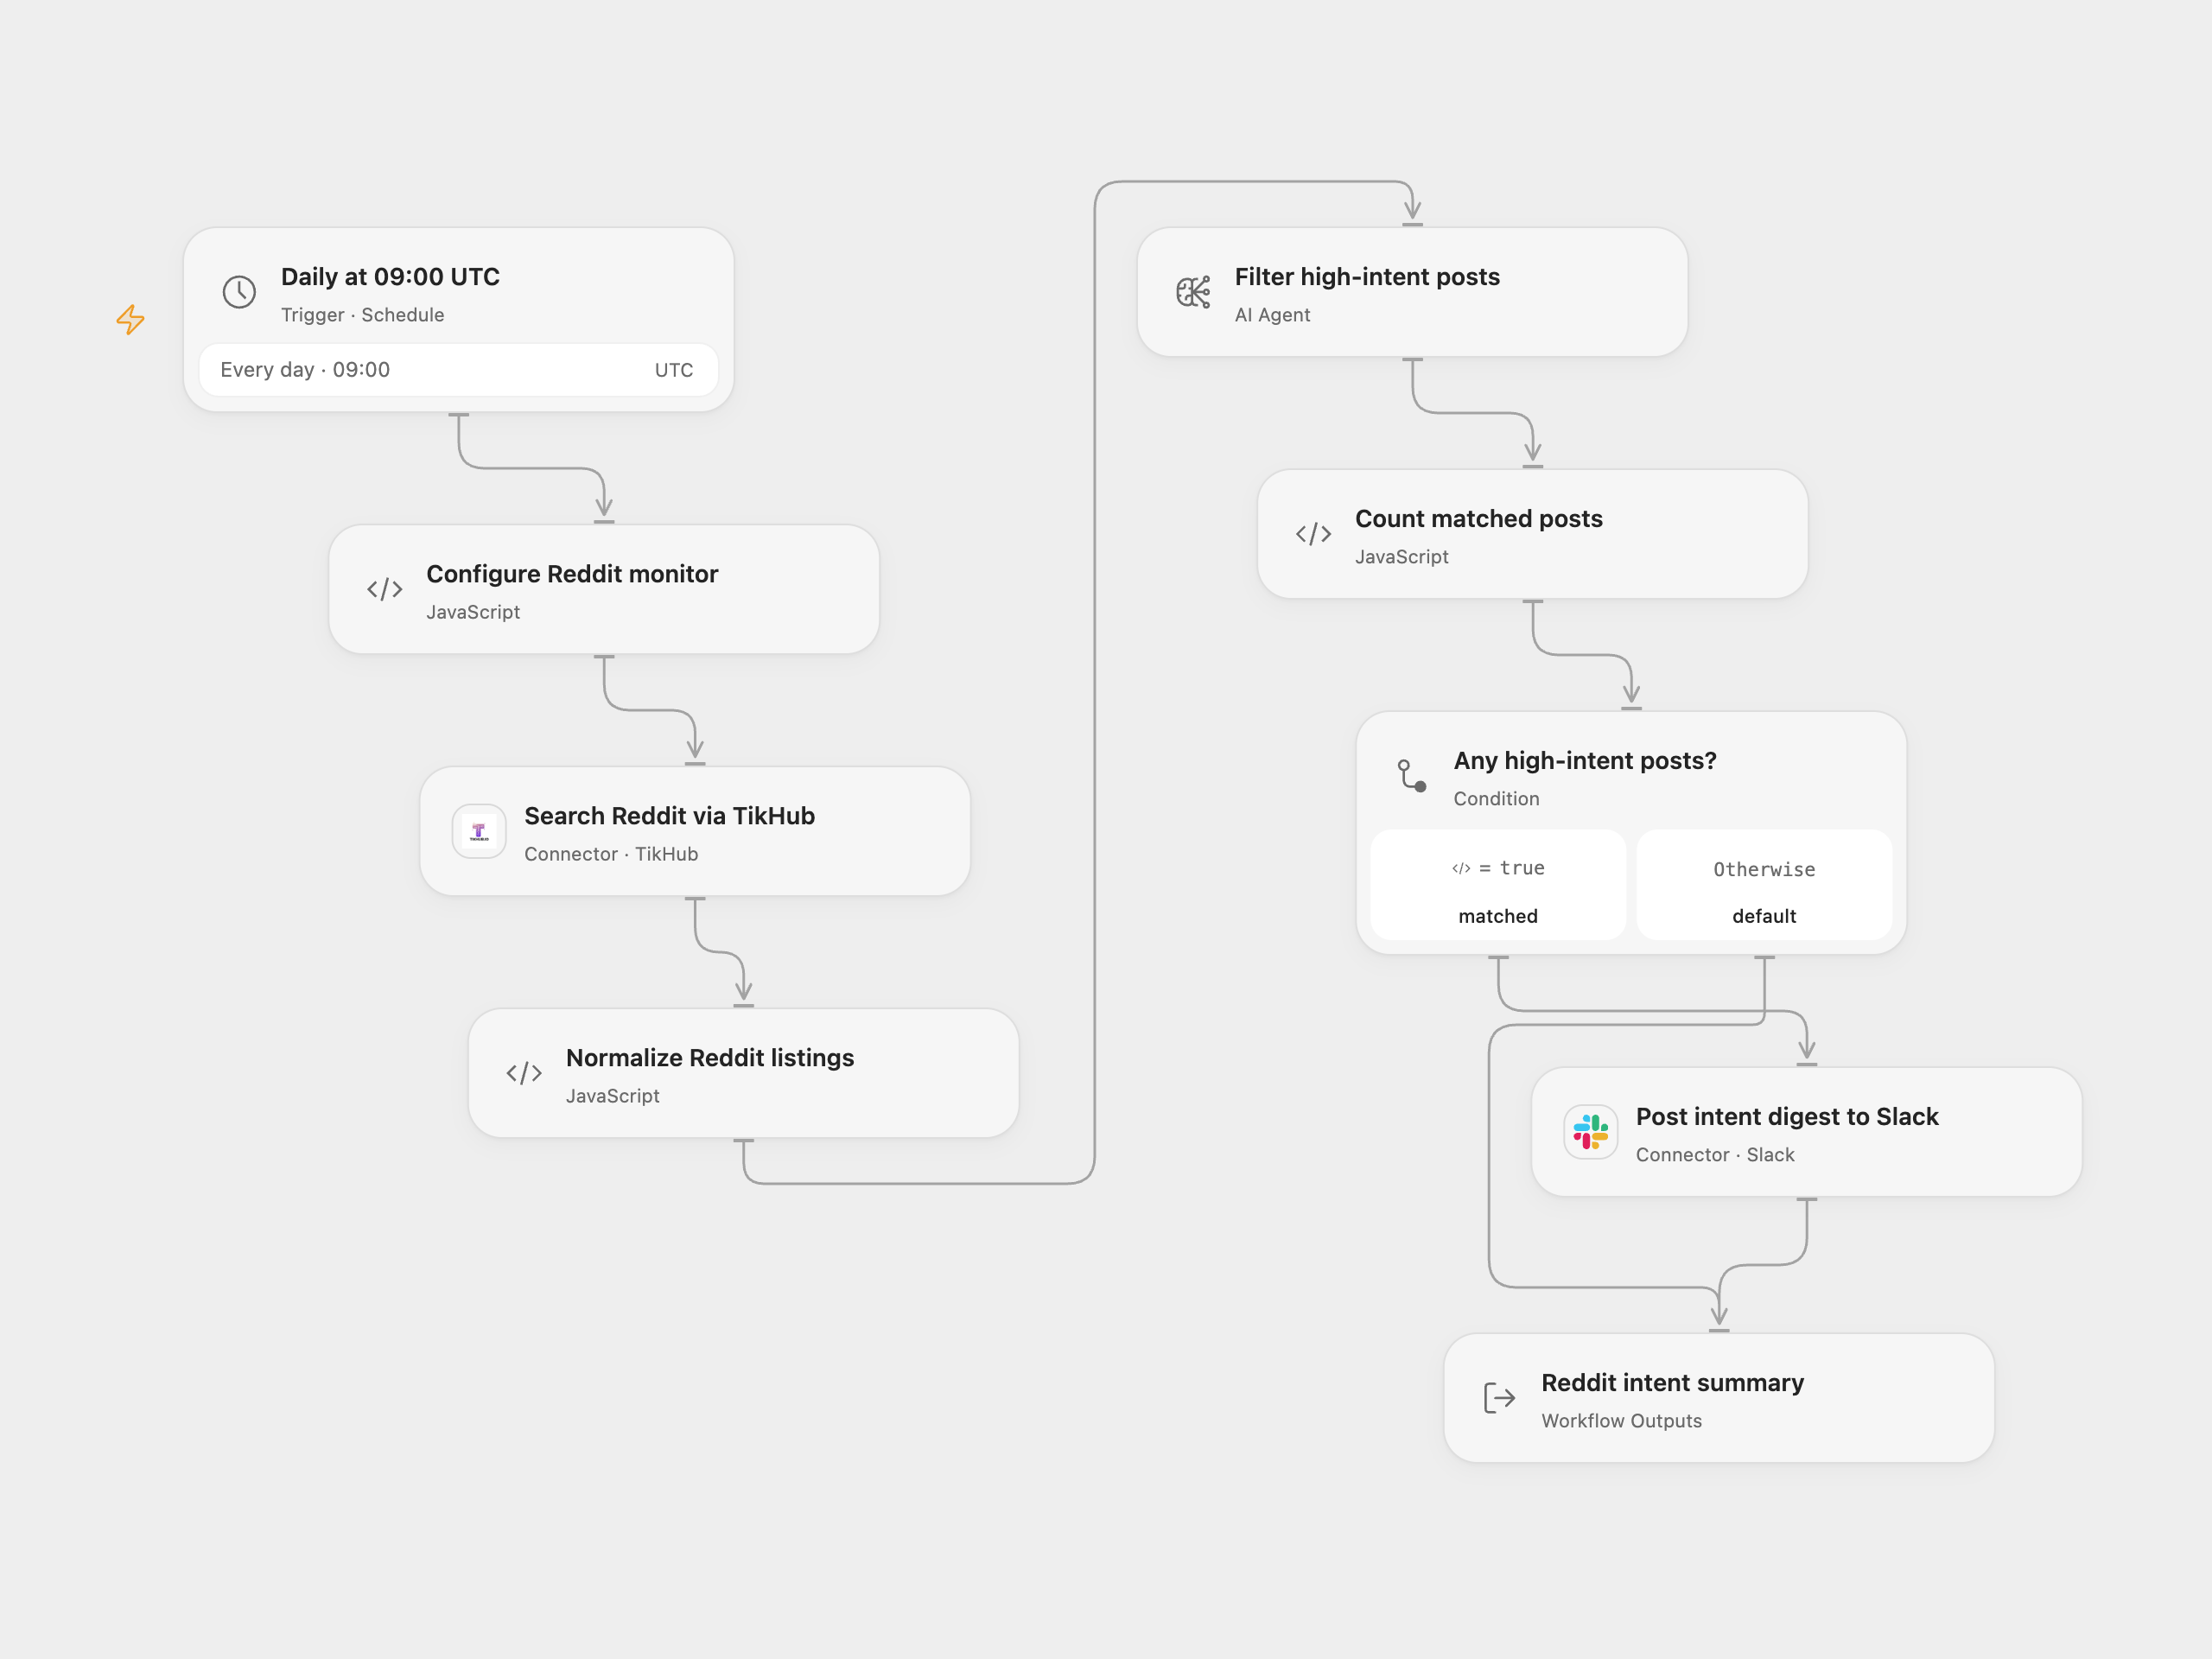 Daily at 09:00 UTC
Trigger · Schedule
Every day · 09:00
UTC
Configure Reddit monitor
JavaScript
Search Reddit via TikHub
Connector · TikHub
Normalize Reddit listings
JavaScript
Filter high-intent posts
AI Agent
Count matched posts
JavaScript
Any high-intent posts?
Condition
</> = true
matched
Otherwise
default
Post intent digest to Slack
Connector · Slack
Reddit intent summary
Workflow Outputs